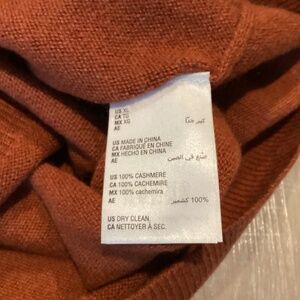 US XL
CA TG
MX XG
AE كبير جدًا
US MADE IN CHINA
CA FABRIQUÉ EN CHINE
MX HECHO EN CHINA
AE صنع في الصين
US 100% CASHMERE
CA 100% CACHEMIRE
MX 100% cachemira
AE 100% كشمير
US DRY CLEAN
CA NETTOYER À SEC.